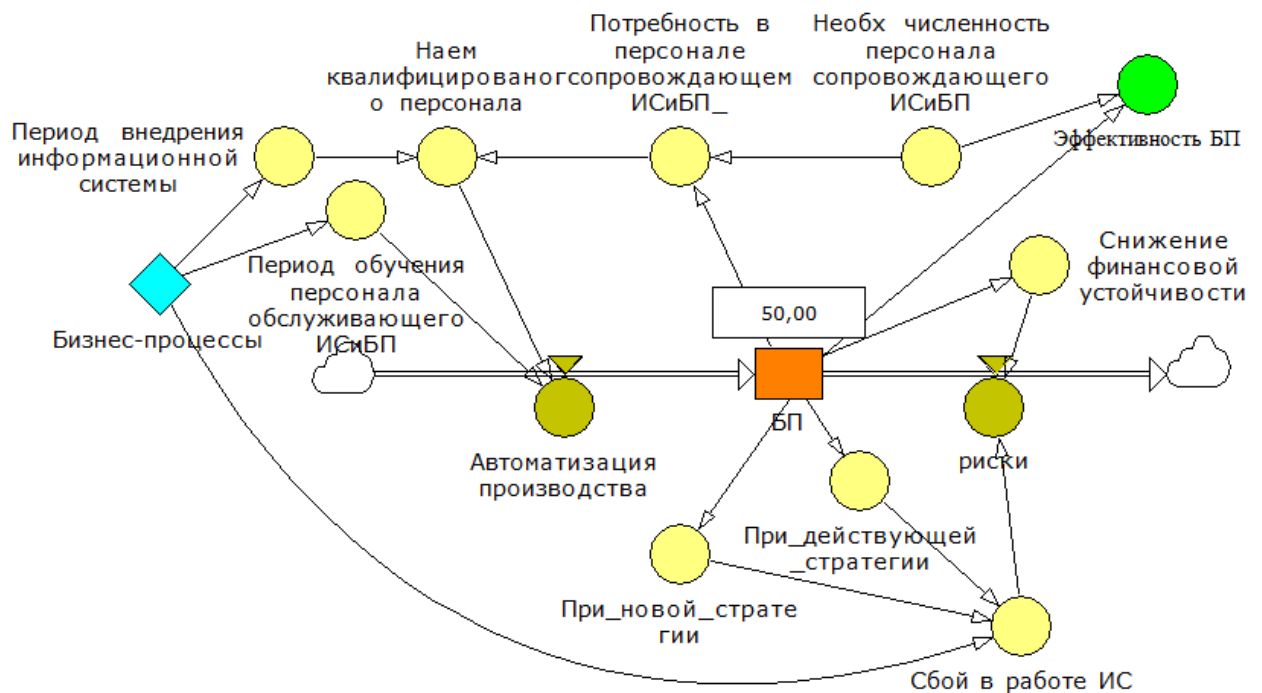 Потребность в
персонале
сопровождающем
ИСиБП_
Необх численность
персонала
сопровождающего
ИСиБП
Наем
квалифицированог
о персонала
Период внедрения
информационной
системы
Эффективность БП
Период обучения
персонала
обслуживающего
ИСиБП
Бизнес-процессы
Снижение
финансовой
устойчивости
50,00
БП
Автоматизация
производства
риски
При_действующей
_стратегии
При_новой_страте
гии
Сбой в работе ИС